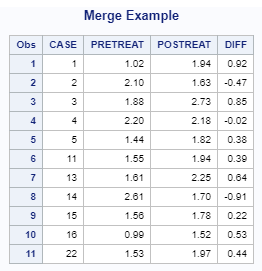 Merge Example
Obs CASE PRETREAT POSTREAT DIFF
1 1 1.02 1.94 0.92
2 2 2.10 1.63 -0.47
3 3 1.88 2.73 0.85
4 4 2.20 2.18 -0.02
5 5 1.44 1.82 0.38
6 11 1.55 1.94 0.39
7 13 1.61 2.25 0.64
8 14 2.61 1.70 -0.91
9 15 1.56 1.78 0.22
10 16 0.99 1.52 0.53
11 22 1.53 1.97 0.44